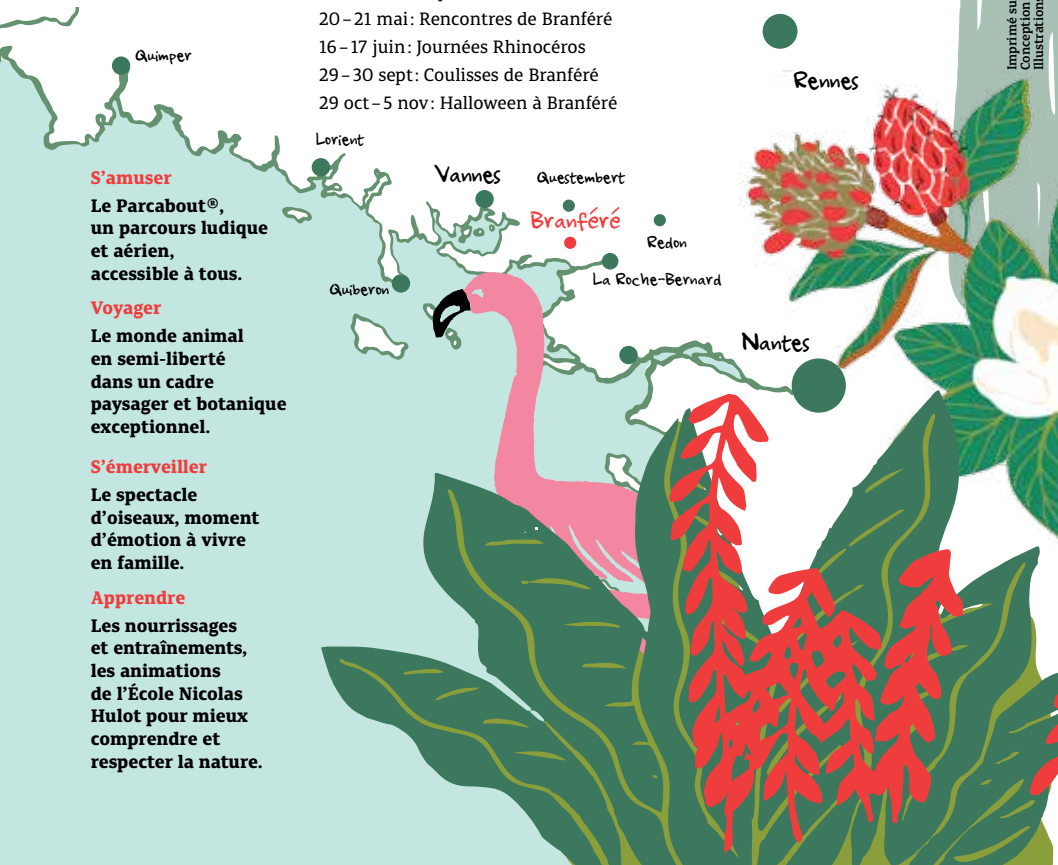 20–21 mai: Rencontres de Branféré
16–17 juin: Journées Rhinocéros
29–30 sept: Coulisses de Branféré
29 oct–5 nov: Halloween à Branféré
Imprimé su
Conception
Illustrations
Quimper
Rennes
Lorient
Vannes
Questembert
Branféré
Redon
La Roche-Bernard
Quiberon
Nantes
S'amuser
Le Parcabout®,
un parcours ludique
et aérien,
accessible à tous.
Voyager
Le monde animal
en semi-liberté
dans un cadre
paysager et botanique
exceptionnel.
S'émerveiller
Le spectacle
d'oiseaux, moment
d'émotion à vivre
en famille.
Apprendre
Les nourrissages
et entraînements,
les animations
de l'École Nicolas
Hulot pour mieux
comprendre et
respecter la nature.